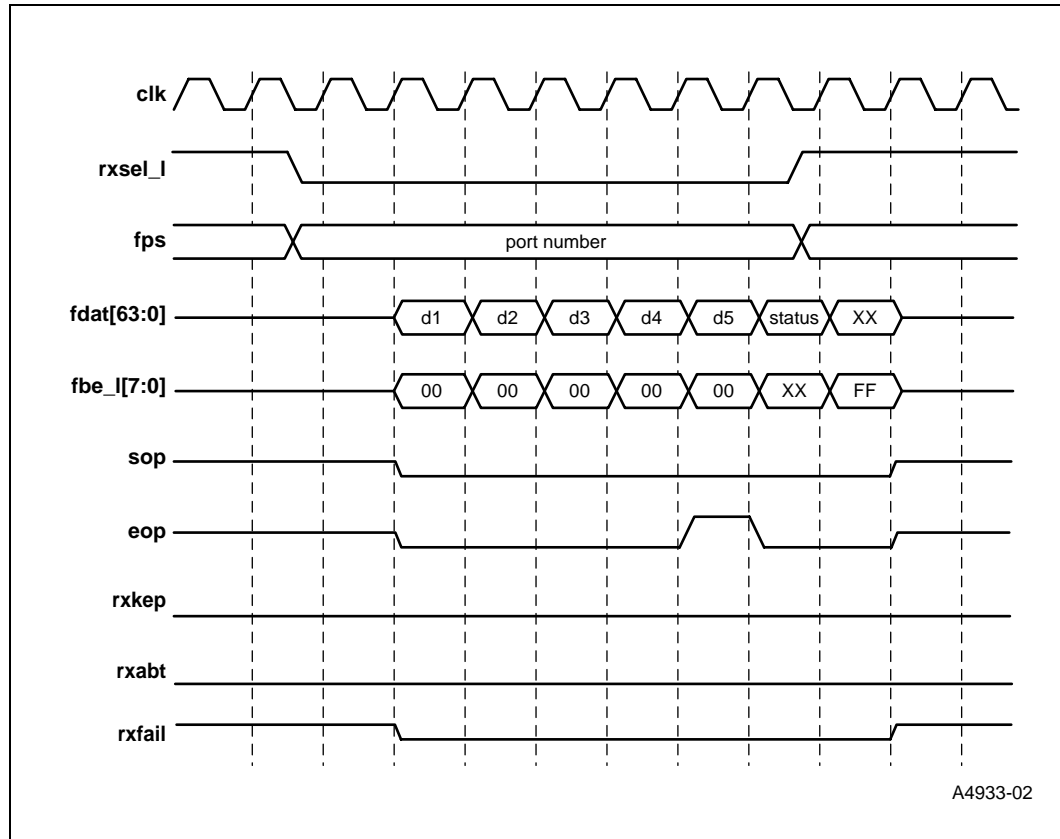 clk
rxsel_l
fps port number
fdat[63:0] d1 d2 d3 d4 d5 status XX
fbe_l[7:0] 00 00 00 00 00 XX FF
sop
eop
rxkep
rxabt
rxfail
A4933-02